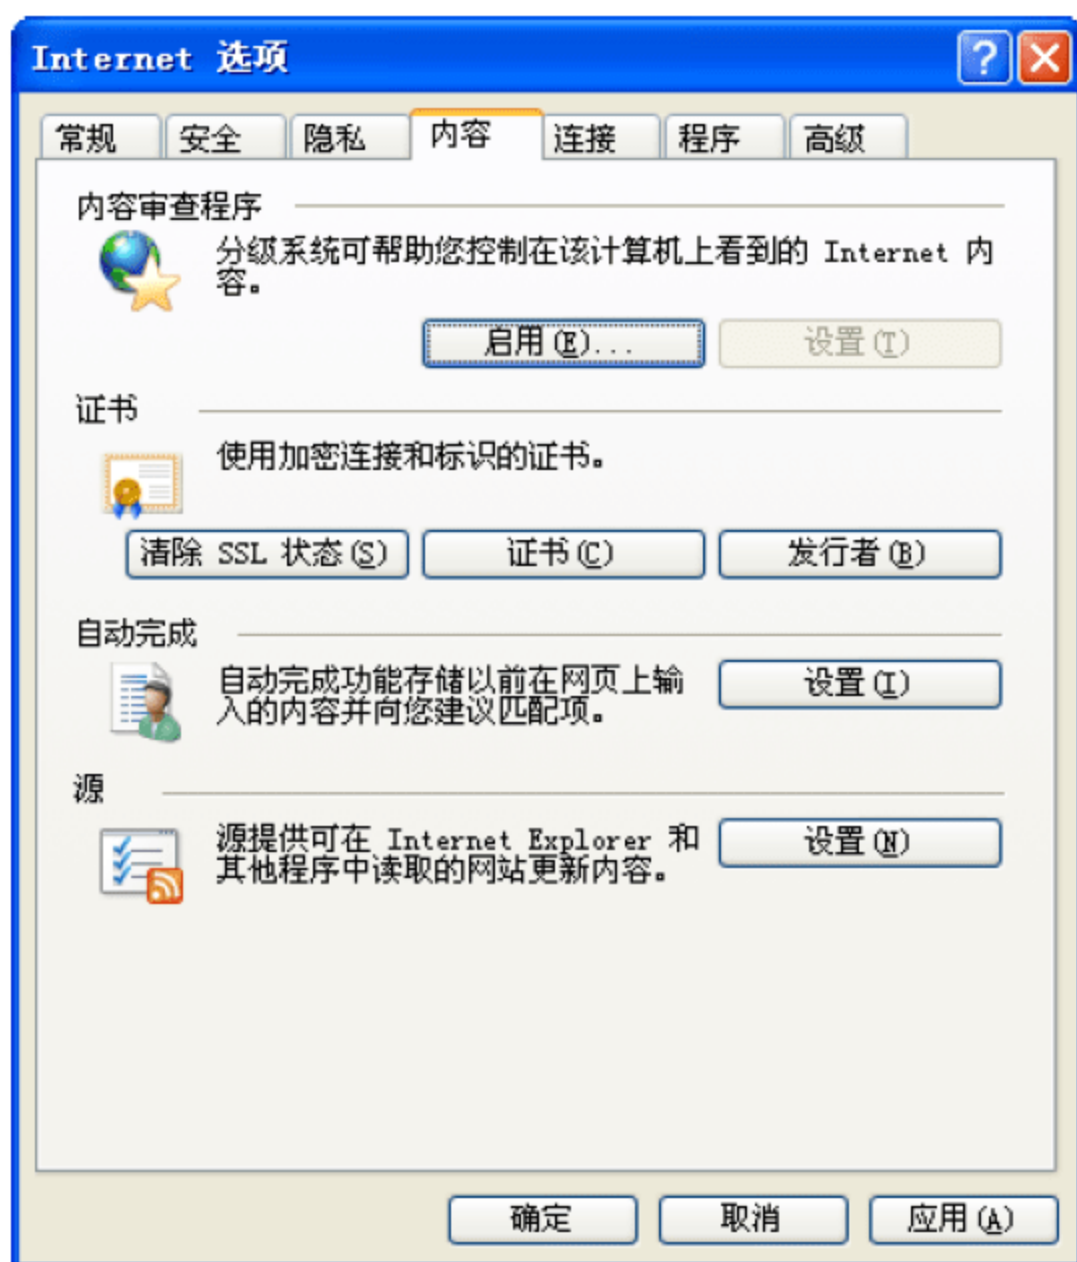 Internet 选项
常规 安全 隐私 内容 连接 程序 高级
内容审查程序
分级系统可帮助您控制在该计算机上看到的 Internet 内
容。
启用(E)... 设置(T)
证书
使用加密连接和标识的证书。
清除 SSL 状态(S) 证书(C) 发行者(B)
自动完成
自动完成功能存储以前在网页上输
入的内容并向您建议匹配项。
设置(I)
源
源提供可在 Internet Explorer 和
其他程序中读取的网站更新内容。
设置(N)
确定 取消 应用(A)